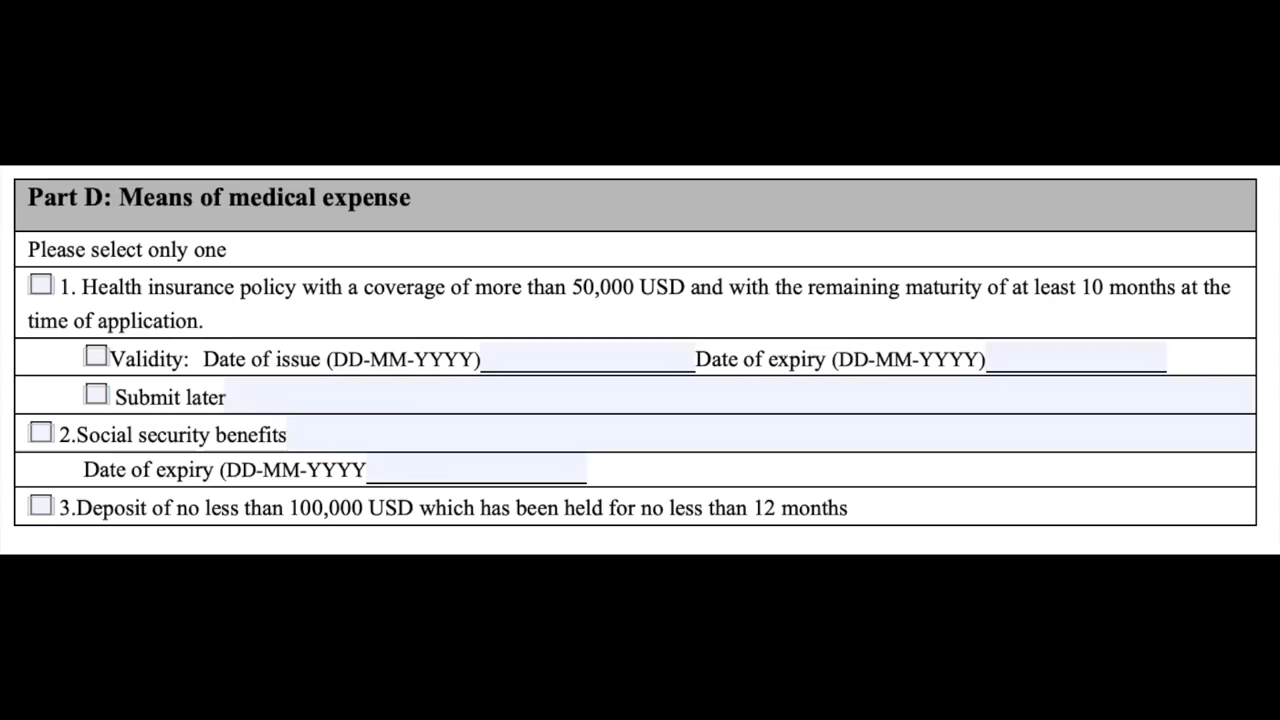 Part D: Means of medical expense
Please select only one
1. Health insurance policy with a coverage of more than 50,000 USD and with the remaining maturity of at least 10 months at the
time of application.
Validity: Date of issue (DD-MM-YYYY) Date of expiry (DD-MM-YYYY)
Submit later
2.Social security benefits
Date of expiry (DD-MM-YYYY
3.Deposit of no less than 100,000 USD which has been held for no less than 12 months